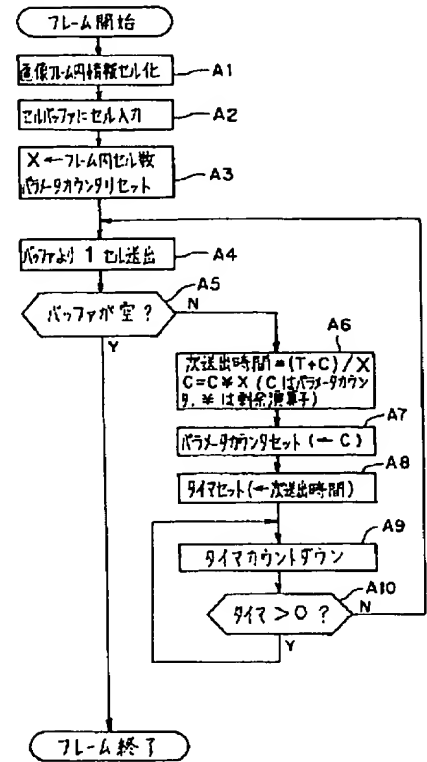 フレーム開始
画像フレーム内情報セル化
A1
セルバッファにセル入力
A2
X←フレーム内セル数
パラメータカウンタリセット
A3
バッファより1セル送出
A4
バッファが空?
A5
N
Y
A6
次送出時間=(T+C)/X
C=C¥X(Cはパラメータカウン
タ,¥は剰余演算子)
A7
パラメータカウンタセット(←C)
A8
タイマセット(←次送出時間)
A9
タイマカウントダウン
A10
タイマ>0?
N
Y
フレーム終了